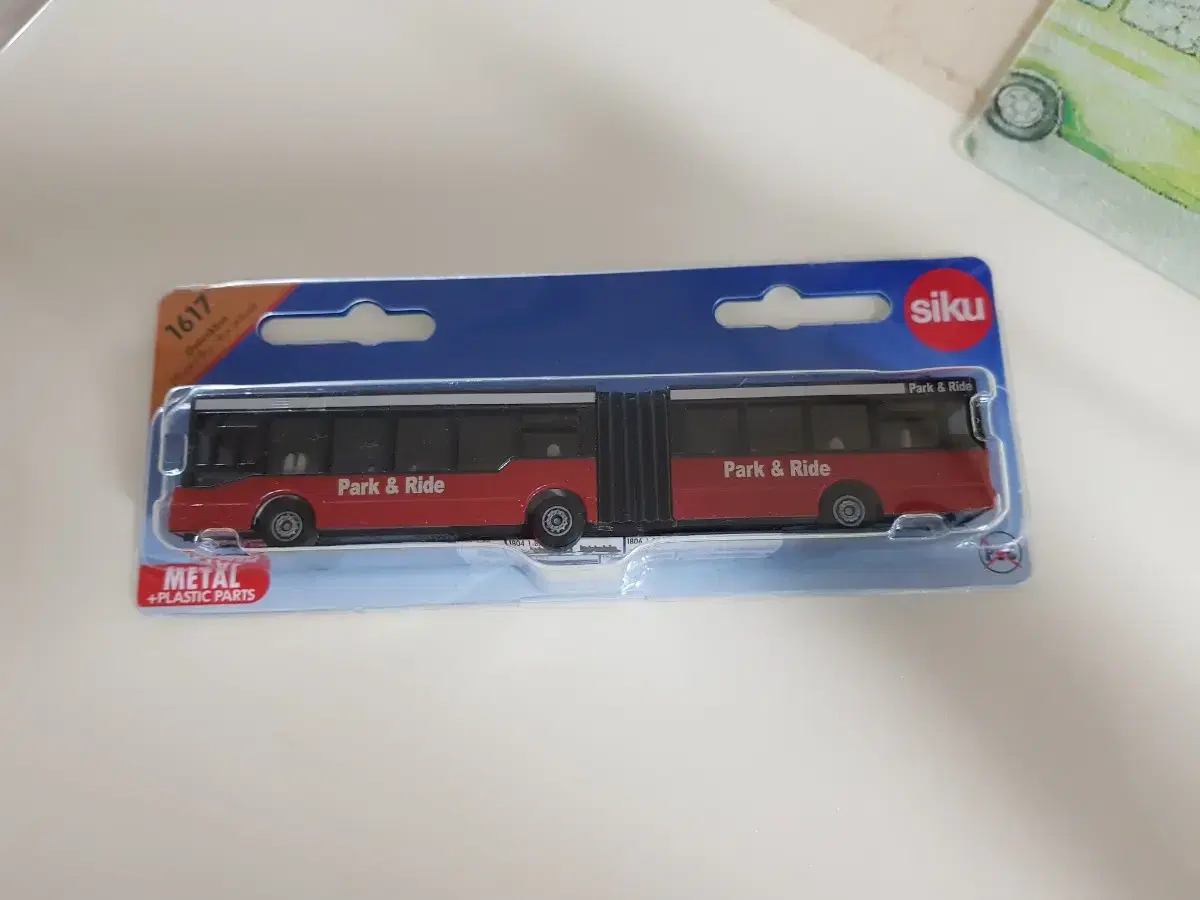 1617
siku
Park & Ride
Park & Ride
Park & Ride
METAL
+PLASTIC PARTS